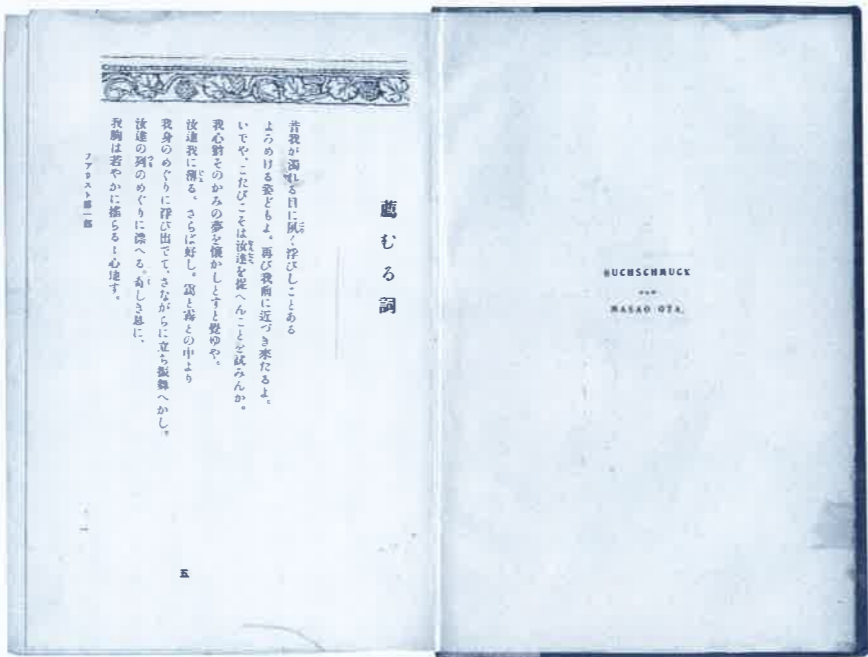 BUCHSCHMUCK
VON
MASAO OTA
薦むる詞
昔我が濁れる目に夙く浮びしことある
よろめける姿どもよ。再び我前に近づき來たるよ。
いでや、こたびこそは汝達を捉へんことを試みんか。
我心猶そのかみの夢を懷かしとすと覺ゆや。
汝達我に薄る。さらば好し。靄と霧との中より
我身のめぐりに浮び出でて、さながらに立ち振舞へかし。
汝達の列のめぐりに漂へる、奇しき息に、
我胸は若やかに搖らるゝ心地す。
フアウスト第一部
五